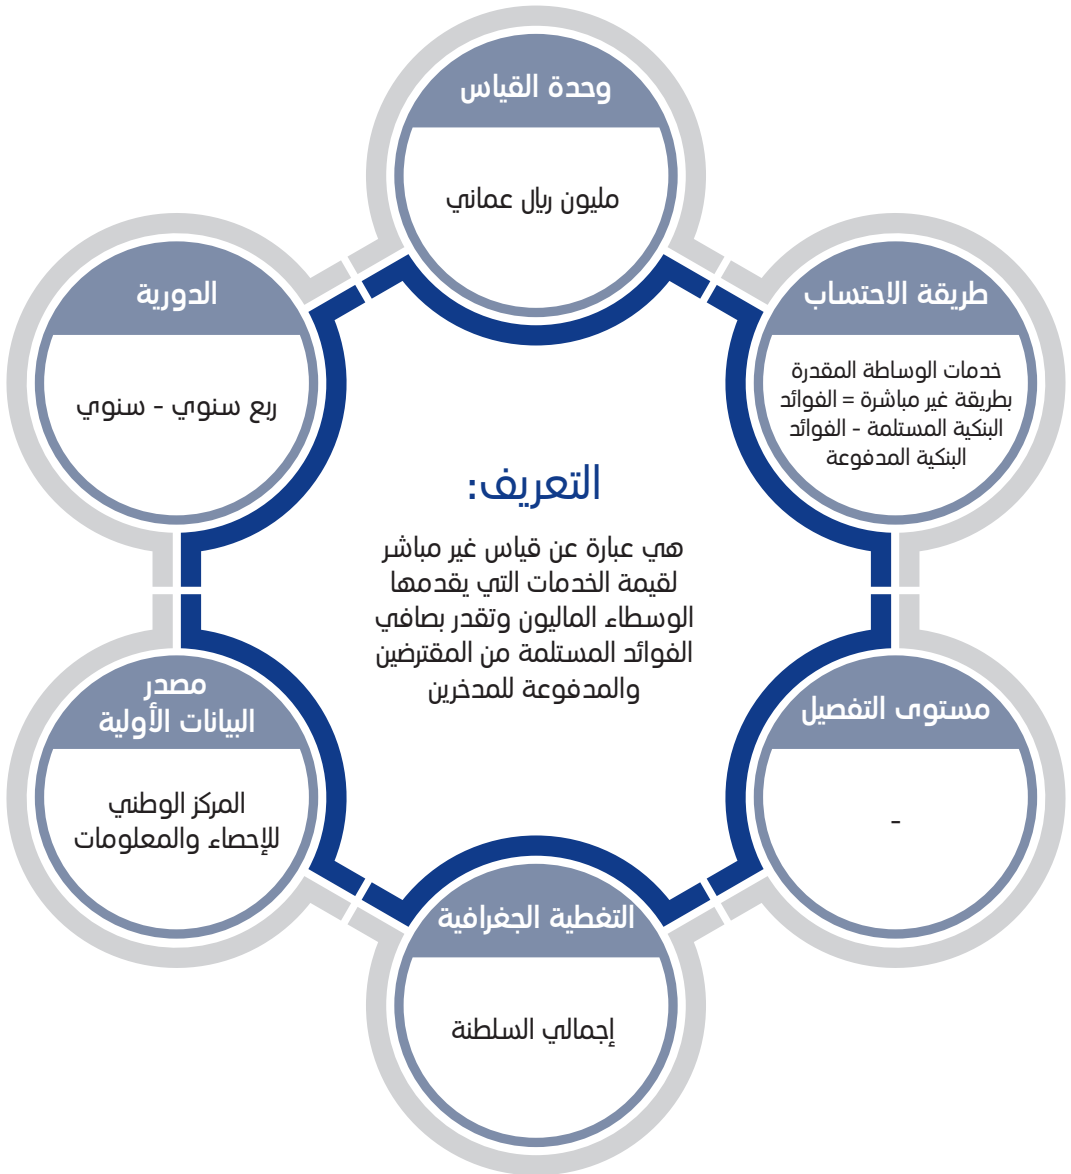 وحدة القياس
مليون ريال عماني
طريقة الاحتساب
خدمات الوساطة المقدرة
بطريقة غير مباشرة = الفوائد
البنكية المستلمة - الفوائد
البنكية المدفوعة
الدورية
ربع سنوي - سنوي
التعريف:
هي عبارة عن قياس غير مباشر
لقيمة الخدمات التي يقدمها
الوسطاء الماليون وتقدر بصافي
الفوائد المستلمة من المقترضين
والمدفوعة للمدخرين
مستوى التفصيل
-
مصدر
البيانات الأولية
المركز الوطني
للإحصاء والمعلومات
التغطية الجغرافية
إجمالي السلطنة